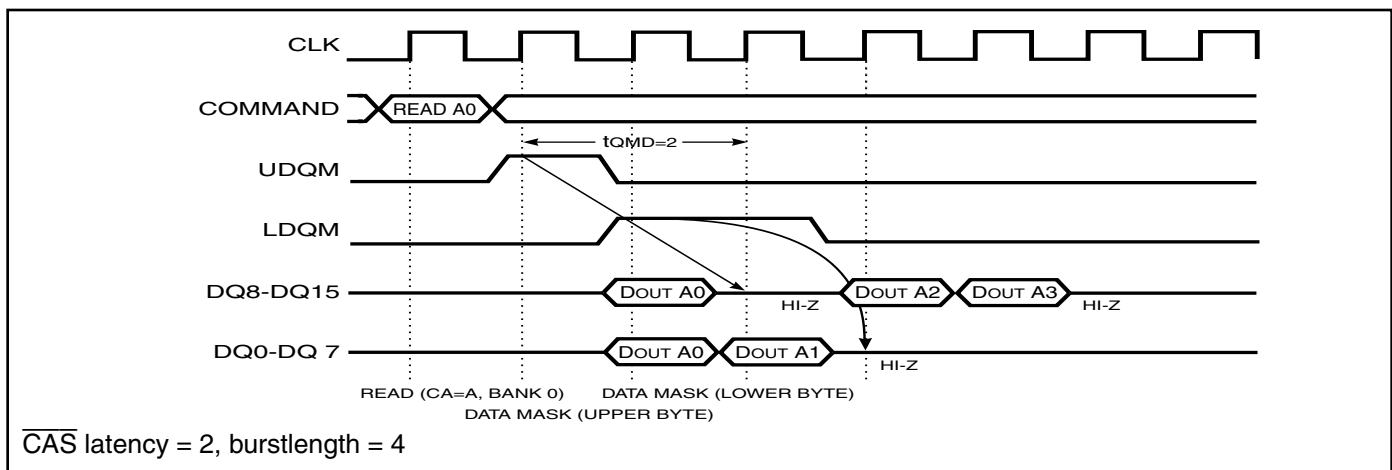 CLK
COMMAND
READ A0
tQMD=2
UDQM
LDQM
DQ8-DQ15
DOUT A0
HI-Z
DOUT A2
DOUT A3
HI-Z
DQ0-DQ 7
DOUT A0
DOUT A1
HI-Z
READ (CA=A, BANK 0)
DATA MASK (LOWER BYTE)
DATA MASK (UPPER BYTE)
C̅A̅S̅ latency = 2, burstlength = 4